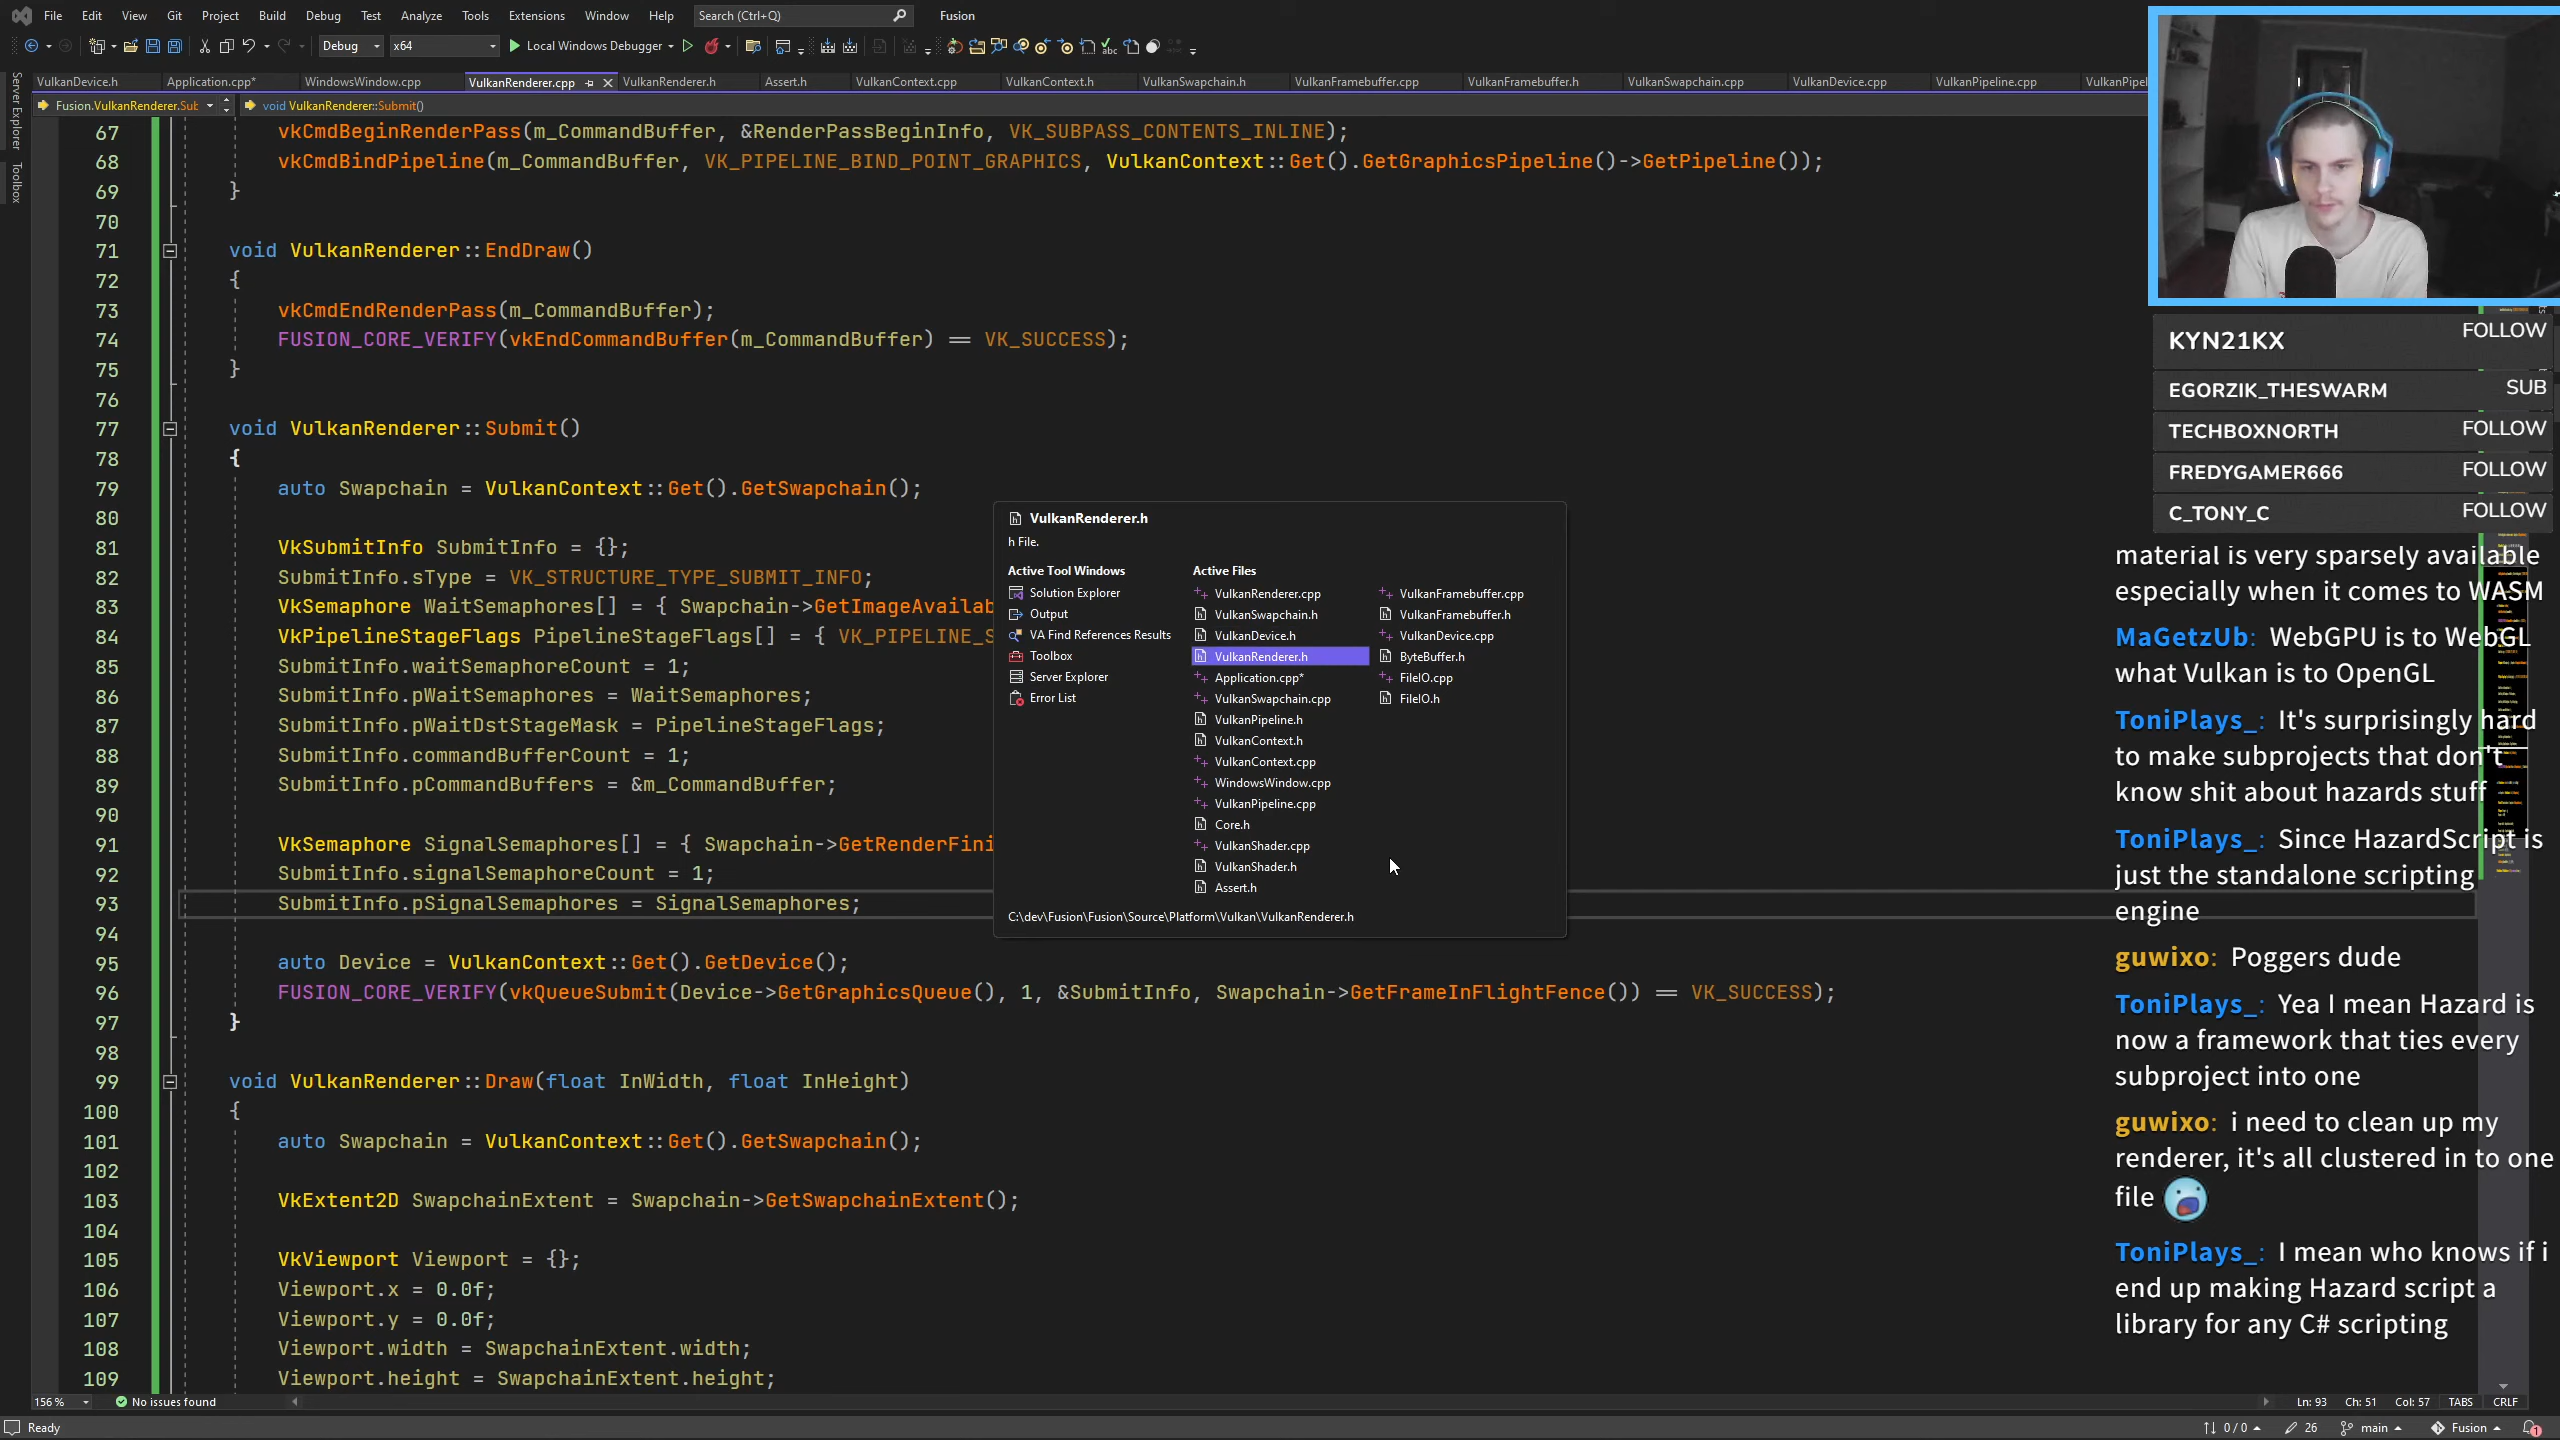 File Edit View Git Project Build Debug Test Analyze Tools Extensions Window Help Search (Ctrl+Q) Fusion
Debug x64 Local Windows Debugger
VulkanDevice.h Application.cpp* WindowsWindow.cpp VulkanRenderer.cpp VulkanRenderer.h Assert.h VulkanContext.cpp VulkanContext.h VulkanSwapchain.h VulkanFramebuffer.cpp VulkanFramebuffer.h VulkanSwapchain.cpp VulkanDevice.cpp VulkanPipeline.cpp VulkanPipel
Fusion.VulkanRenderer.Sut void VulkanRenderer::Submit()
Server Explorer
Toolbox
67 vkCmdBeginRenderPass(m_CommandBuffer, &RenderPassBeginInfo, VK_SUBPASS_CONTENTS_INLINE);
68 vkCmdBindPipeline(m_CommandBuffer, VK_PIPELINE_BIND_POINT_GRAPHICS, VulkanContext::Get().GetGraphicsPipeline()->GetPipeline());
69 }
70
71 void VulkanRenderer::EndDraw()
72 {
73 vkCmdEndRenderPass(m_CommandBuffer);
74 FUSION_CORE_VERIFY(vkEndCommandBuffer(m_CommandBuffer) == VK_SUCCESS);
75 }
76
77 void VulkanRenderer::Submit()
78 {
79 auto Swapchain = VulkanContext::Get().GetSwapchain();
80
81 VkSubmitInfo SubmitInfo = {};
82 SubmitInfo.sType = VK_STRUCTURE_TYPE_SUBMIT_INFO;
83 VkSemaphore WaitSemaphores[] = { Swapchain->GetImageAvailab
84 VkPipelineStageFlags PipelineStageFlags[] = { VK_PIPELINE_S
85 SubmitInfo.waitSemaphoreCount = 1;
86 SubmitInfo.pWaitSemaphores = WaitSemaphores;
87 SubmitInfo.pWaitDstStageMask = PipelineStageFlags;
88 SubmitInfo.commandBufferCount = 1;
89 SubmitInfo.pCommandBuffers = &m_CommandBuffer;
90
91 VkSemaphore SignalSemaphores[] = { Swapchain->GetRenderFini
92 SubmitInfo.signalSemaphoreCount = 1;
93 SubmitInfo.pSignalSemaphores = SignalSemaphores;
94
95 auto Device = VulkanContext::Get().GetDevice();
96 FUSION_CORE_VERIFY(vkQueueSubmit(Device->GetGraphicsQueue(), 1, &SubmitInfo, Swapchain->GetFrameInFlightFence()) == VK_SUCCESS);
97 }
98
99 void VulkanRenderer::Draw(float InWidth, float InHeight)
100 {
101 auto Swapchain = VulkanContext::Get().GetSwapchain();
102
103 VkExtent2D SwapchainExtent = Swapchain->GetSwapchainExtent();
104
105 VkViewport Viewport = {};
106 Viewport.x = 0.0f;
107 Viewport.y = 0.0f;
108 Viewport.width = SwapchainExtent.width;
109 Viewport.height = SwapchainExtent.height;
VulkanRenderer.h
h File.
Active Tool Windows
Solution Explorer
Output
VA Find References Results
Toolbox
Server Explorer
Error List
Active Files
VulkanRenderer.cpp
VulkanSwapchain.h
VulkanDevice.h
VulkanRenderer.h
Application.cpp*
VulkanSwapchain.cpp
VulkanPipeline.h
VulkanContext.h
VulkanContext.cpp
WindowsWindow.cpp
VulkanPipeline.cpp
Core.h
VulkanShader.cpp
VulkanShader.h
Assert.h
VulkanFramebuffer.cpp
VulkanFramebuffer.h
VulkanDevice.cpp
ByteBuffer.h
FileIO.cpp
FileIO.h
C:\dev\Fusion\Fusion\Source\Platform\Vulkan\VulkanRenderer.h
KYN21KX FOLLOW
EGORZIK_THESWARM SUB
TECHBOXNORTH FOLLOW
FREDYGAMER666 FOLLOW
C_TONY_C FOLLOW
material is very sparsely available
especially when it comes to WASM
MaGetzUb: WebGPU is to WebGL
what Vulkan is to OpenGL
ToniPlays_: It's surprisingly hard
to make subprojects that don't
know shit about hazards stuff
ToniPlays_: Since HazardScript is
just the standalone scripting
engine
guwixo: Poggers dude
ToniPlays_: Yea I mean Hazard is
now a framework that ties every
subproject into one
guwixo: i need to clean up my
renderer, it's all clustered in to one
file
ToniPlays_: I mean who knows if i
end up making Hazard script a
library for any C# scripting
156 % No issues found Ln: 93 Ch: 51 Col: 57 TABS CRLF
Ready 0 / 0 26 main Fusion 1